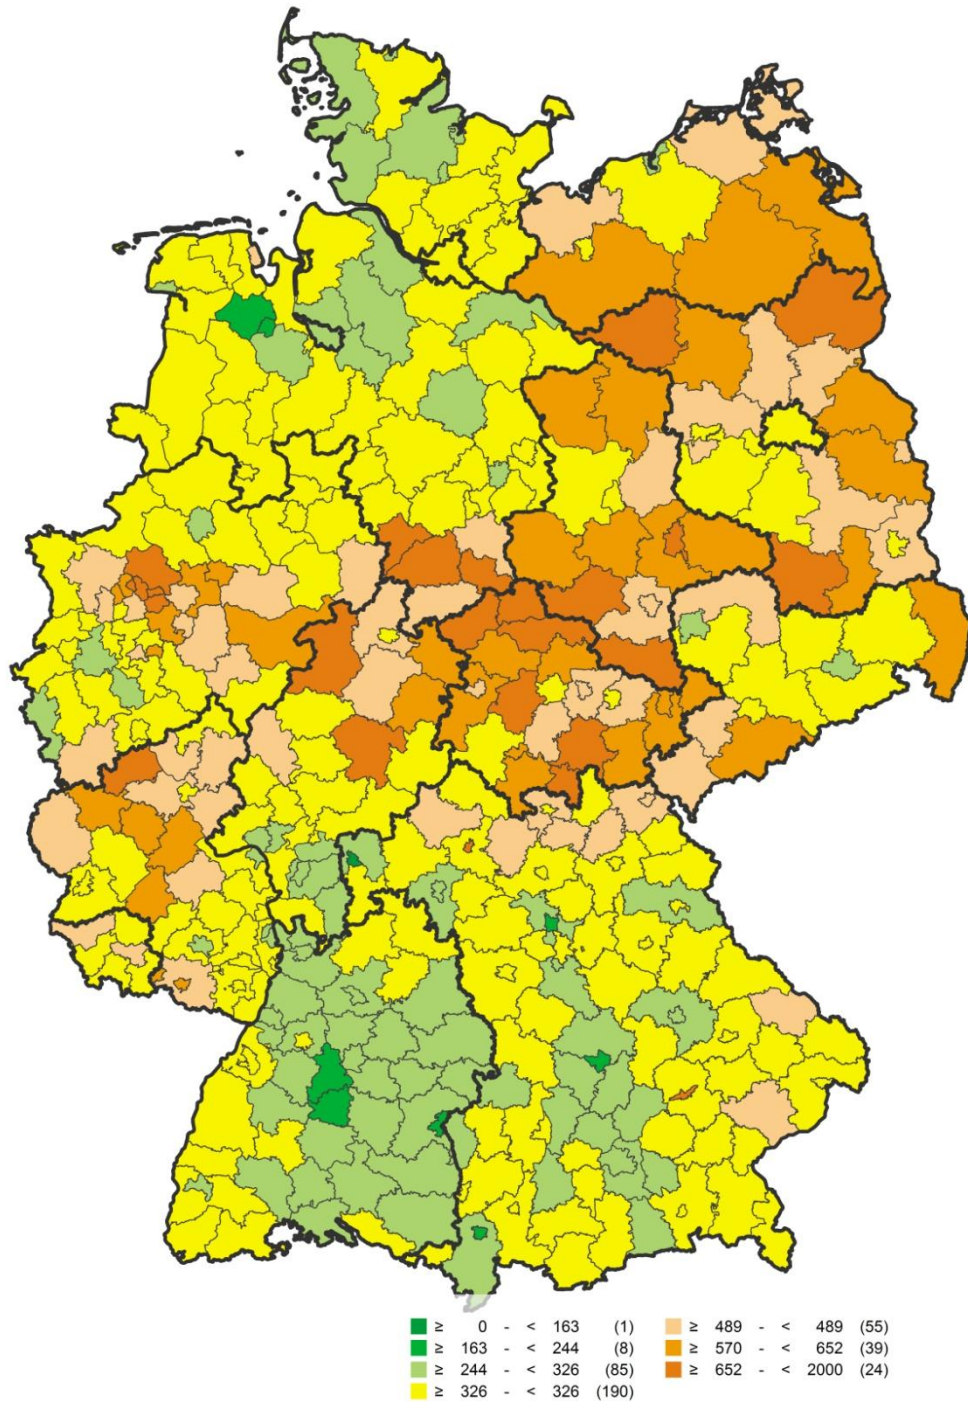 ≥ 0 - < 163 (1)
≥ 163 - < 244 (8)
≥ 244 - < 326 (85)
≥ 326 - < 326 (190)
≥ 489 - < 489 (55)
≥ 570 - < 652 (39)
≥ 652 - < 2000 (24)